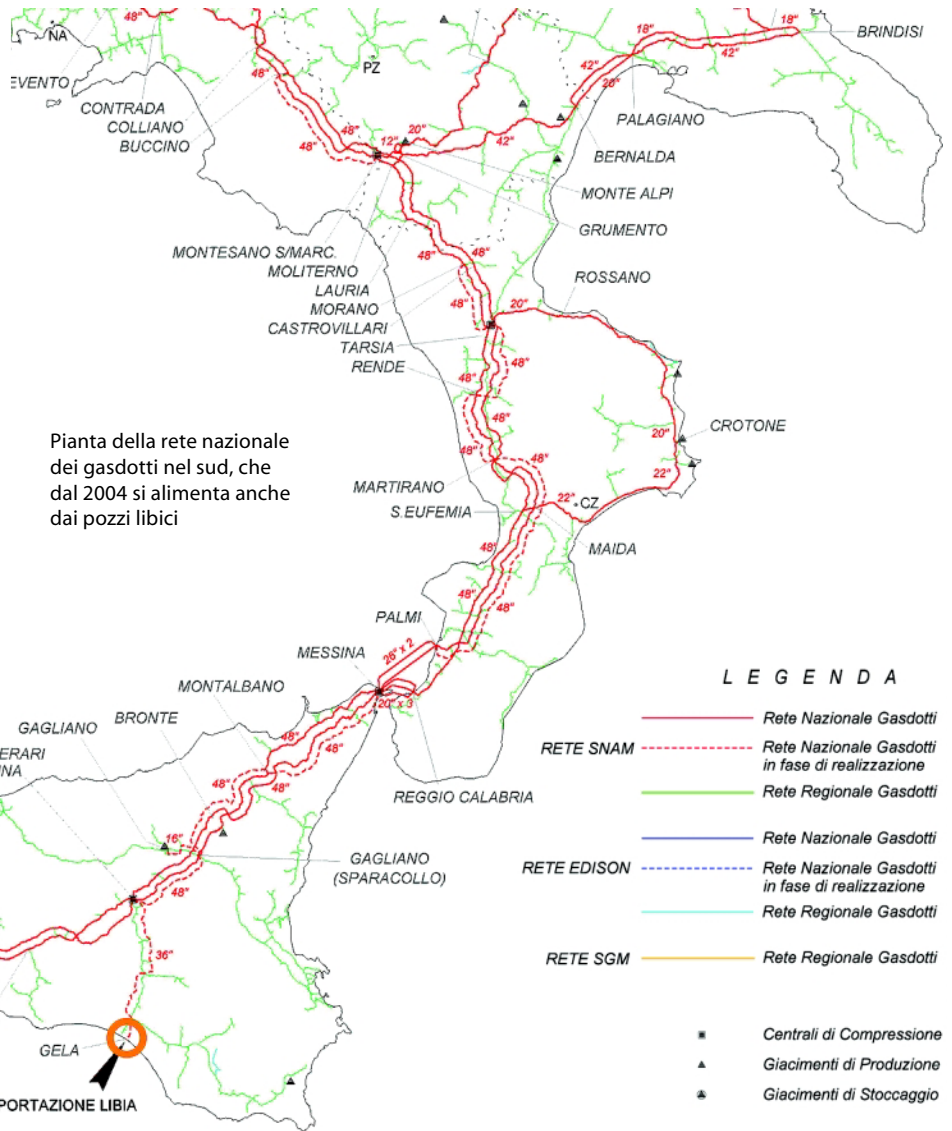 NA
EVENTO
CONTRADA
COLLIANO
BUCCINO
48"
PZ
48"
48"
12"
20"
42"
18"
42"
20"
18"
42"
BRINDISI
PALAGIANO
BERNALDA
MONTE ALPI
GRUMENTO
MONTESANO S/MARC.
MOLITERNO
LAURIA
MORANO
CASTROVILLARI
TARSIA
RENDE
48"
48"
48"
20"
ROSSANO
48"
48"
48"
48"
48"
20"
CROTONE
22"
Pianta della rete nazionale
dei gasdotti nel sud, che
dal 2004 si alimenta anche
dai pozzi libici
MARTIRANO
S.EUFEMIA
22"
CZ
MAIDA
48"
48"
48"
PALMI
MESSINA
26" x 2
20" x 3
MONTALBANO
BRONTE
GAGLIANO
ERARI
NA
48"
48"
48"
48"
REGGIO CALABRIA
16"
48"
GAGLIANO
(SPARACOLLO)
36"
GELA
PORTAZIONE LIBIA
LEGENDA
RETE SNAM
Rete Nazionale Gasdotti
Rete Nazionale Gasdotti
in fase di realizzazione
Rete Regionale Gasdotti
RETE EDISON
Rete Nazionale Gasdotti
Rete Nazionale Gasdotti
in fase di realizzazione
Rete Regionale Gasdotti
RETE SGM
Rete Regionale Gasdotti
Centrali di Compressione
Giacimenti di Produzione
Giacimenti di Stoccaggio